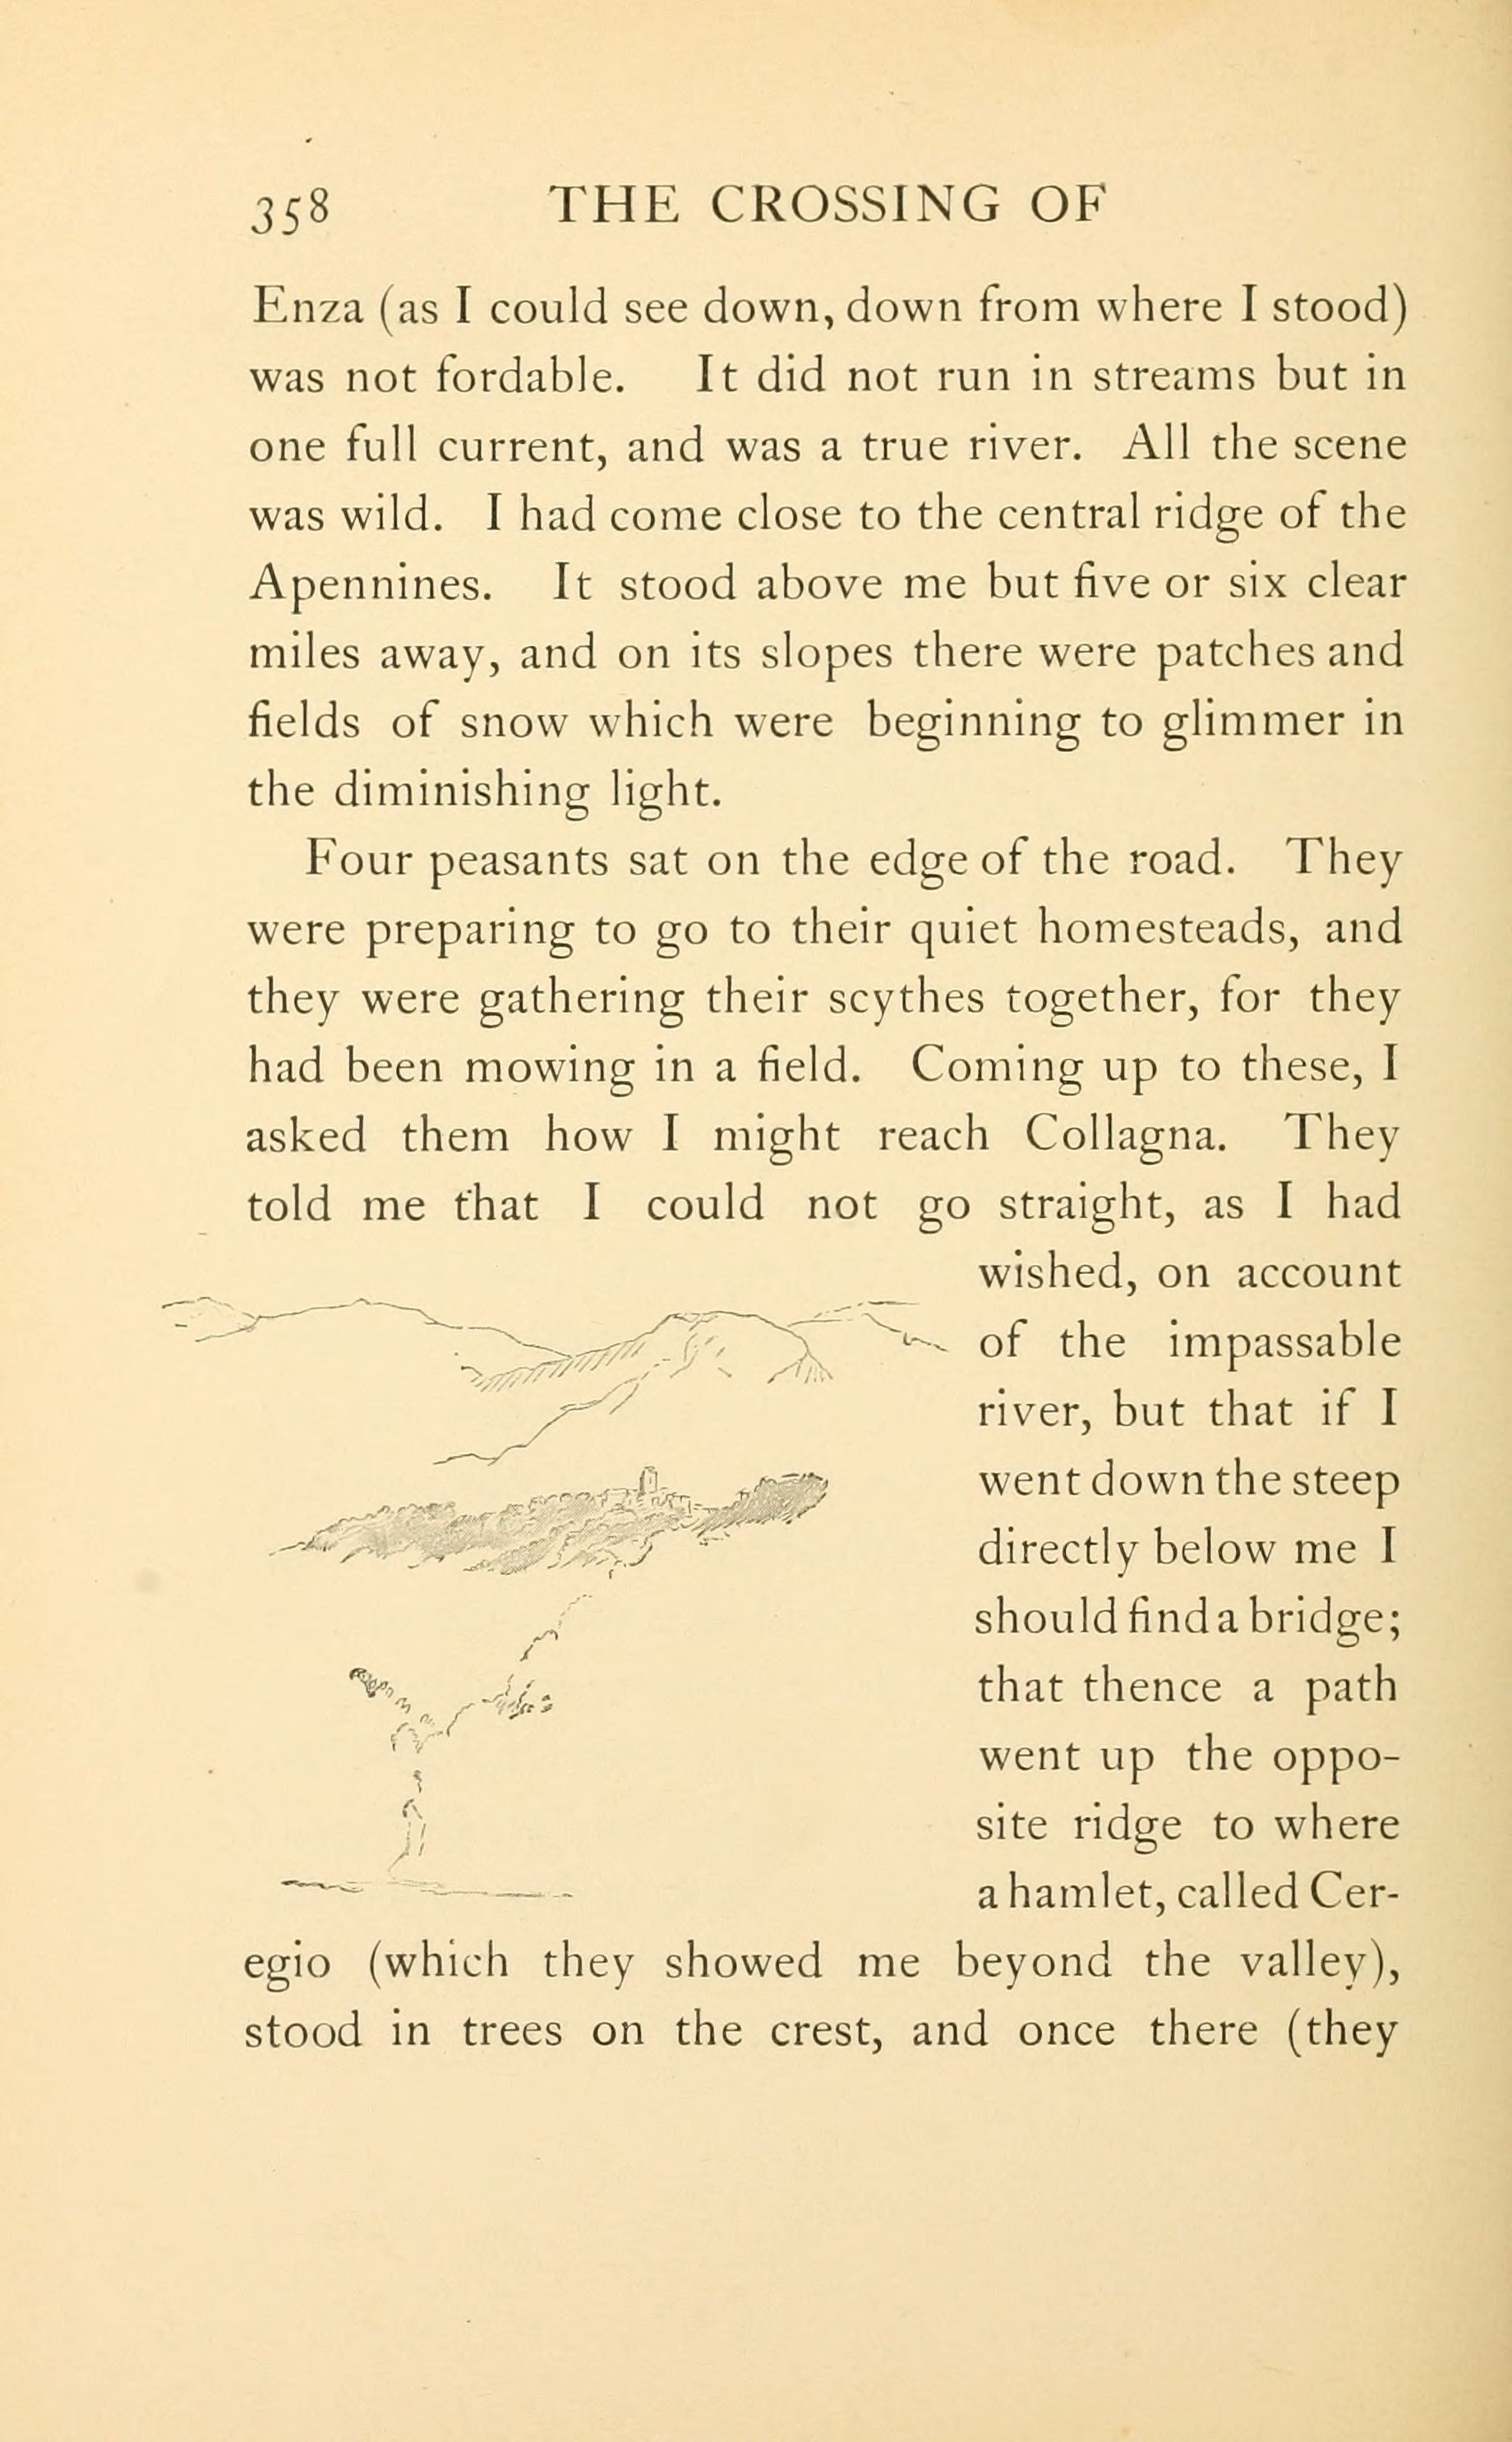 358 THE CROSSING OF
Enza (as I could see down, down from where I stood)
was not fordable. It did not run in streams but in
one full current, and was a true river. All the scene
was wild. I had come close to the central ridge of the
Apennines. It stood above me but five or six clear
miles away, and on its slopes there were patches and
fields of snow which were beginning to glimmer in
the diminishing light.
Four peasants sat on the edge of the road. They
were preparing to go to their quiet homesteads, and
they were gathering their scythes together, for they
had been mowing in a field. Coming up to these, I
asked them how I might reach Collagna. They
told me that I could not go straight, as I had
wished, on account
of the impassable
river, but that if I
went down the steep
directly below me I
should find a bridge;
that thence a path
went up the oppo-
site ridge to where
a hamlet, called Cer-
egio (which they showed me beyond the valley),
stood in trees on the crest, and once there (they